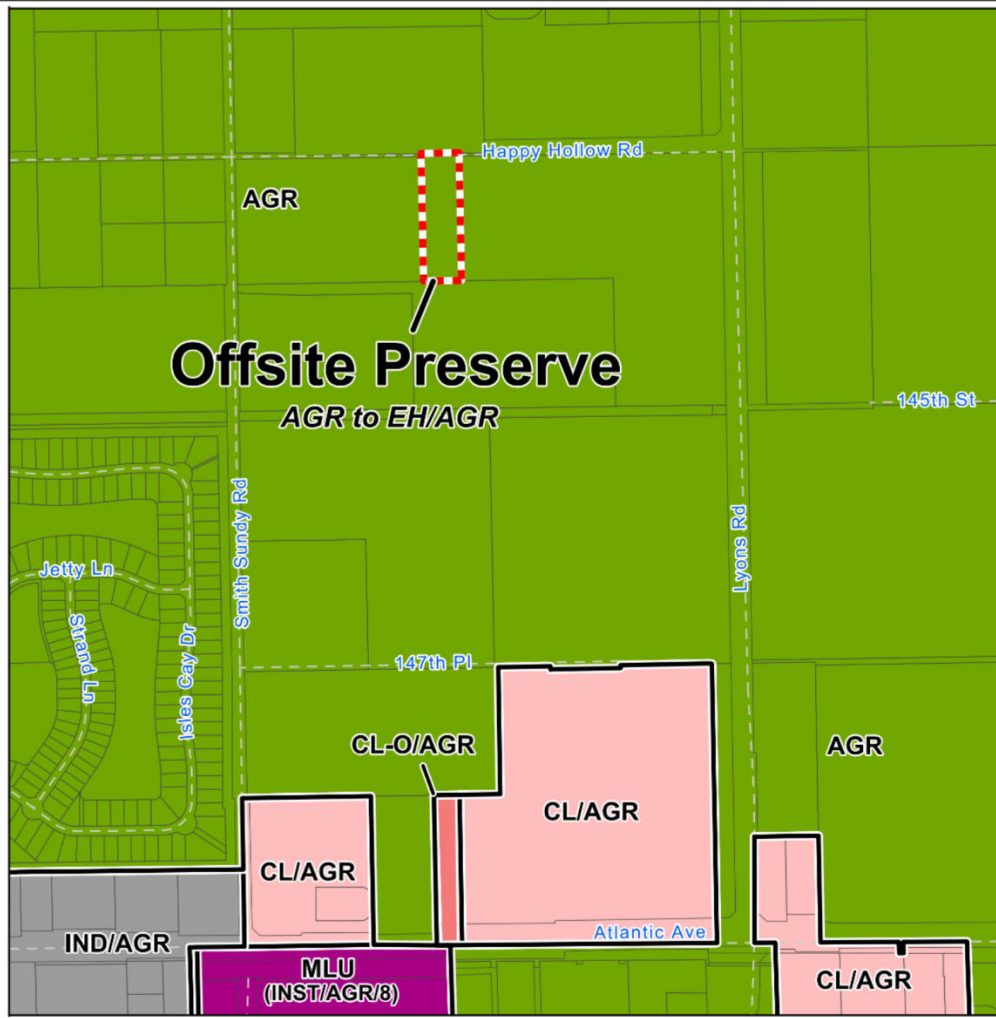 Happy Hollow Rd
AGR
Offsite Preserve
AGR to EH/AGR
145th St
Smith Sundy Rd
Lyons Rd
Jetty Ln
Strand Ln
Isles Cay Dr
147th Pl
CL-O/AGR
AGR
CL/AGR
CL/AGR
Atlantic Ave
IND/AGR
MLU
(INST/AGR/8)
CL/AGR